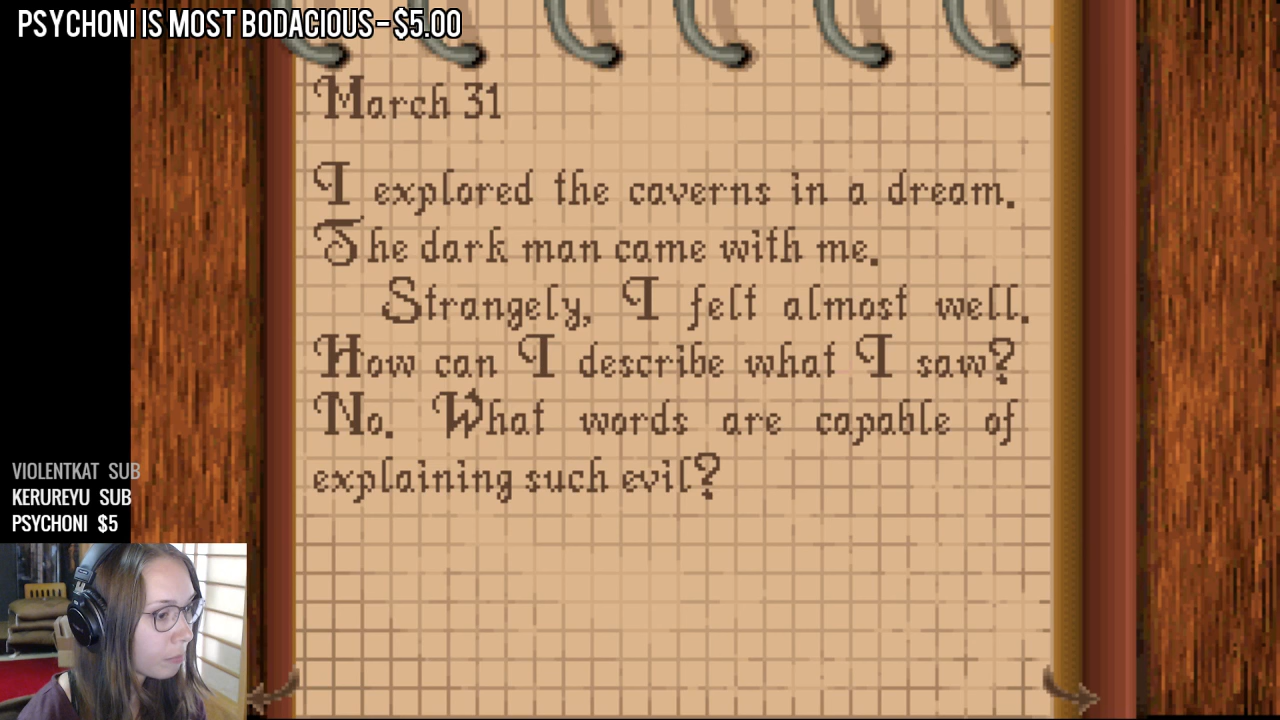 PSYCHONI IS MOST BODACIOUS - $5.00
March 31
I explored the caverns in a dream.
The dark man came with me.
Strangely, I felt almost well.
How can I describe what I saw?
No. What words are capable of
explaining such evil?
VIOLENTKAT SUB
KERUREYU SUB
PSYCHONI $5